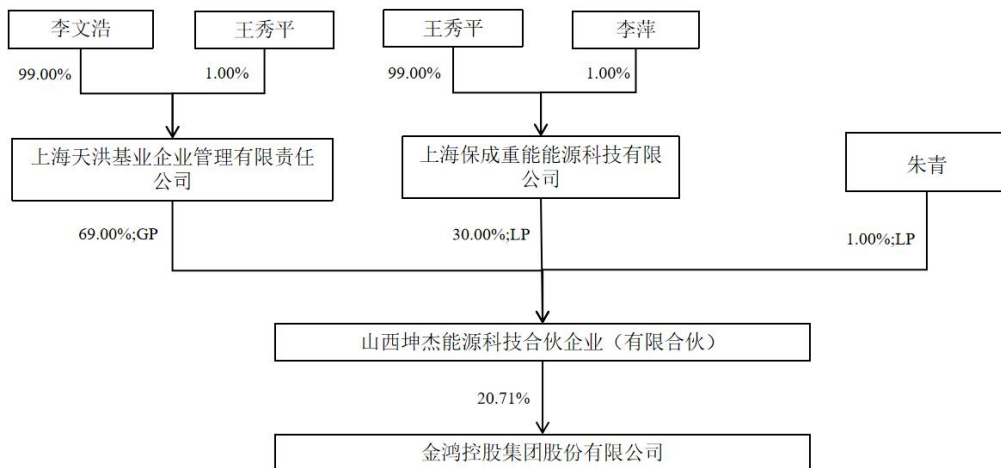 李文浩
王秀平
王秀平
李萍
99.00%
1.00%
99.00%
1.00%
上海天洪基业企业管理有限责任
公司
上海保成重能能源科技有限
公司
朱青
69.00%;GP
30.00%;LP
1.00%;LP
山西坤杰能源科技合伙企业（有限合伙）
20.71%
金鸿控股集团股份有限公司